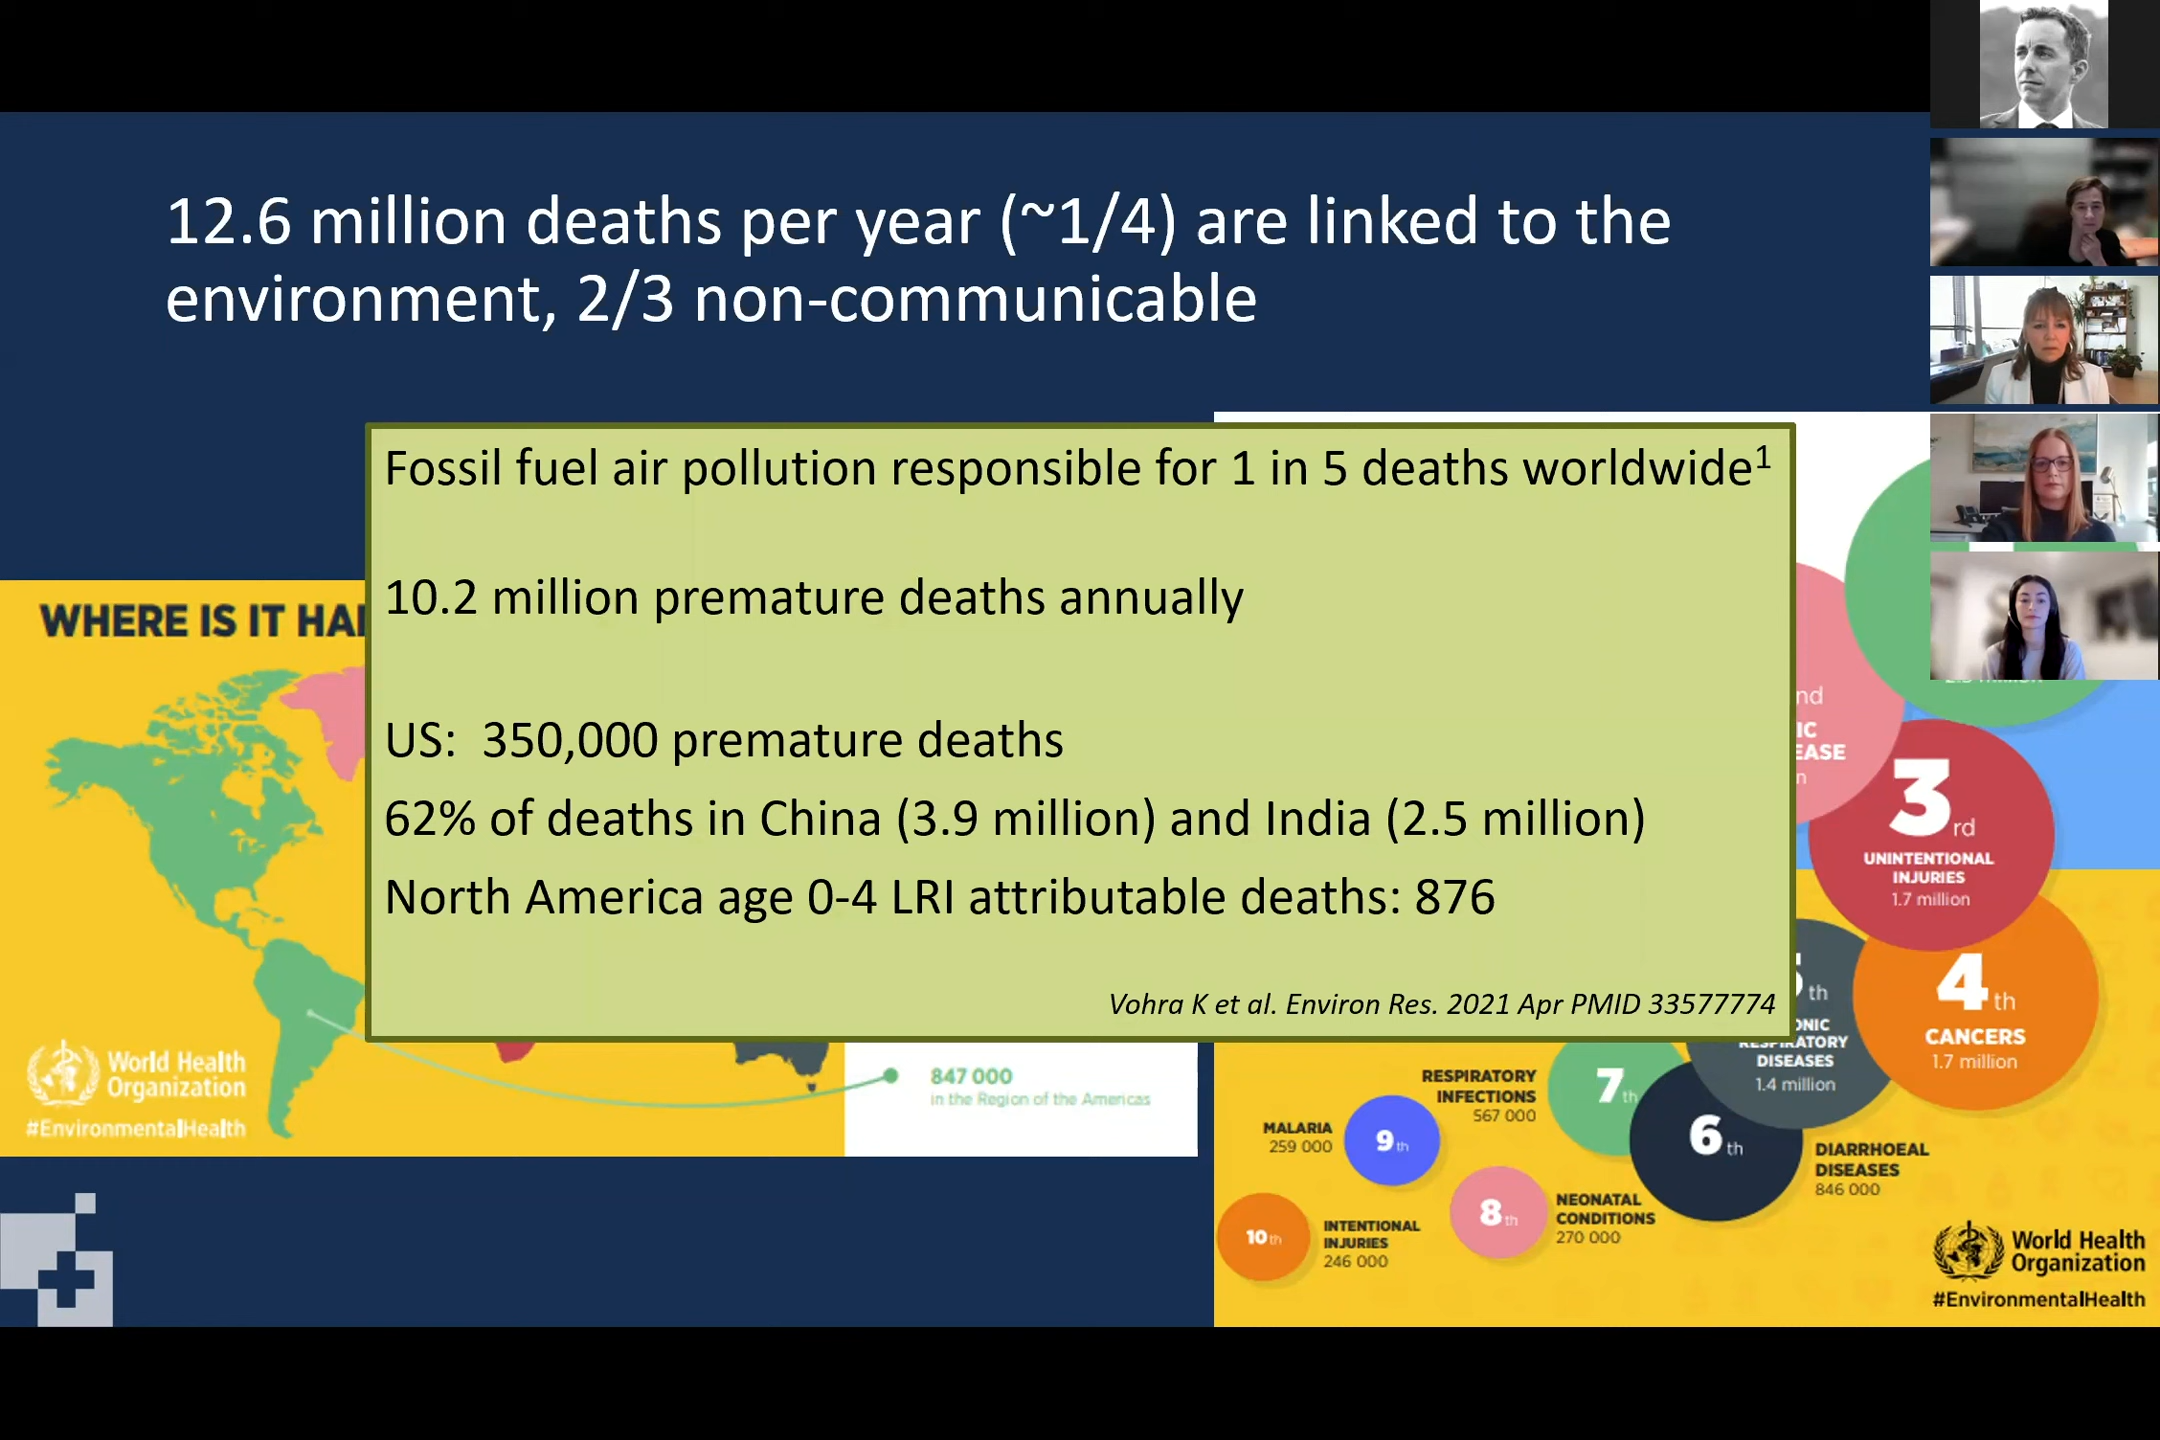 12.6 million deaths per year (~1/4) are linked to the
environment, 2/3 non-communicable
Fossil fuel air pollution responsible for 1 in 5 deaths worldwide¹
10.2 million premature deaths annually
US: 350,000 premature deaths
62% of deaths in China (3.9 million) and India (2.5 million)
North America age 0-4 LRI attributable deaths: 876
Vohra K et al. Environ Res. 2021 Apr PMID 33577774
WHERE IS IT
World Health
Organization
#EnvironmentalHealth
847 000
in the Region of the Americas
3rd
UNINTENTIONAL
INJURIES
1.7 million
4th
CANCERS
1.7 million
th
RESPIRATORY
DISEASES
1.4 million
6th
DIARRHOEAL
DISEASES
846 000
7th
RESPIRATORY
INFECTIONS
567 000
8th
NEONATAL
CONDITIONS
270 000
9th
MALARIA
259 000
10th
INTENTIONAL
INJURIES
246 000
World Health
Organization
#EnvironmentalHealth